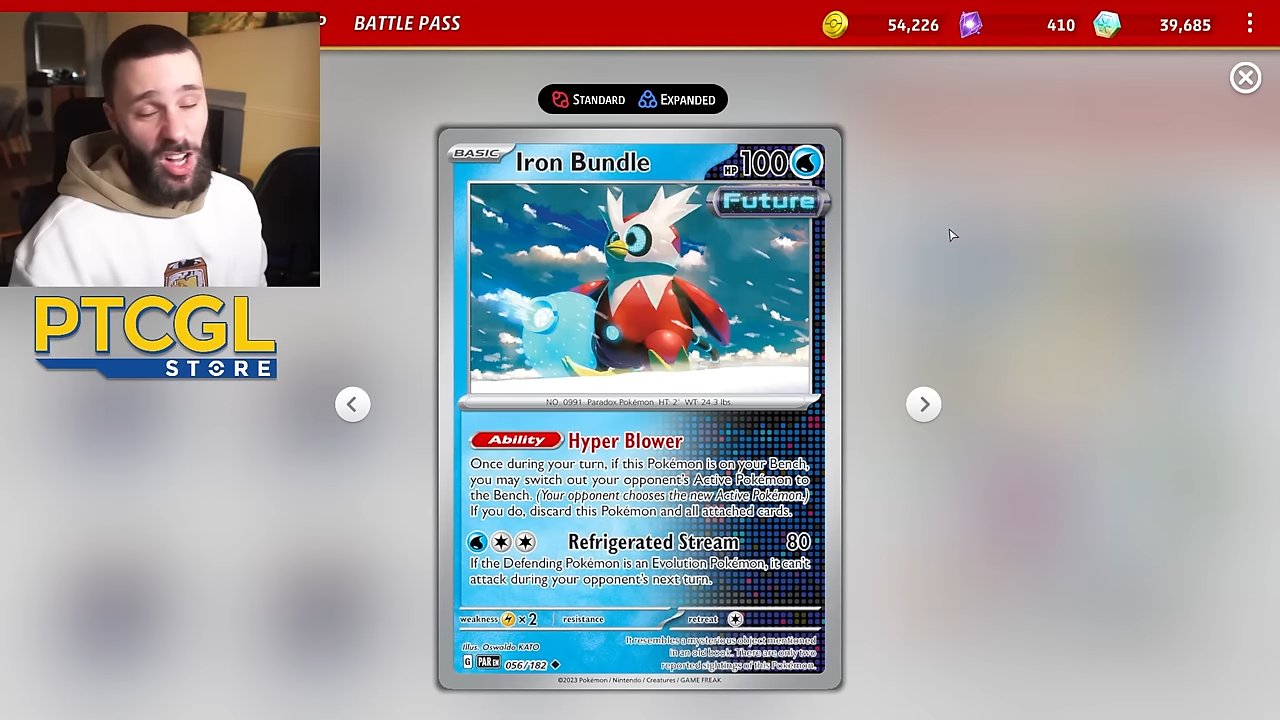 BATTLE PASS
54,226
410
39,685
STANDARD EXPANDED
BASIC Iron Bundle HP 100
Future
NO. 0991 Paradox Pokémon HT: 2' WT: 24.3 lbs.
Ability Hyper Blower
Once during your turn, if this Pokémon is on your Bench,
you may switch out your opponent's Active Pokémon to
the Bench. (Your opponent chooses the new Active Pokémon.)
If you do, discard this Pokémon and all attached cards.
Refrigerated Stream 80
If the Defending Pokémon is an Evolution Pokémon, it can't
attack during your opponent's next turn.
weakness ×2 resistance retreat
Illus. Oswaldo KATO
G PAR EN 056/182
It resembles a mysterious object mentioned
in an old book. There are only two
reported sightings of this Pokémon.
©2023 Pokémon / Nintendo / Creatures / GAME FREAK
PTCGL
STORE